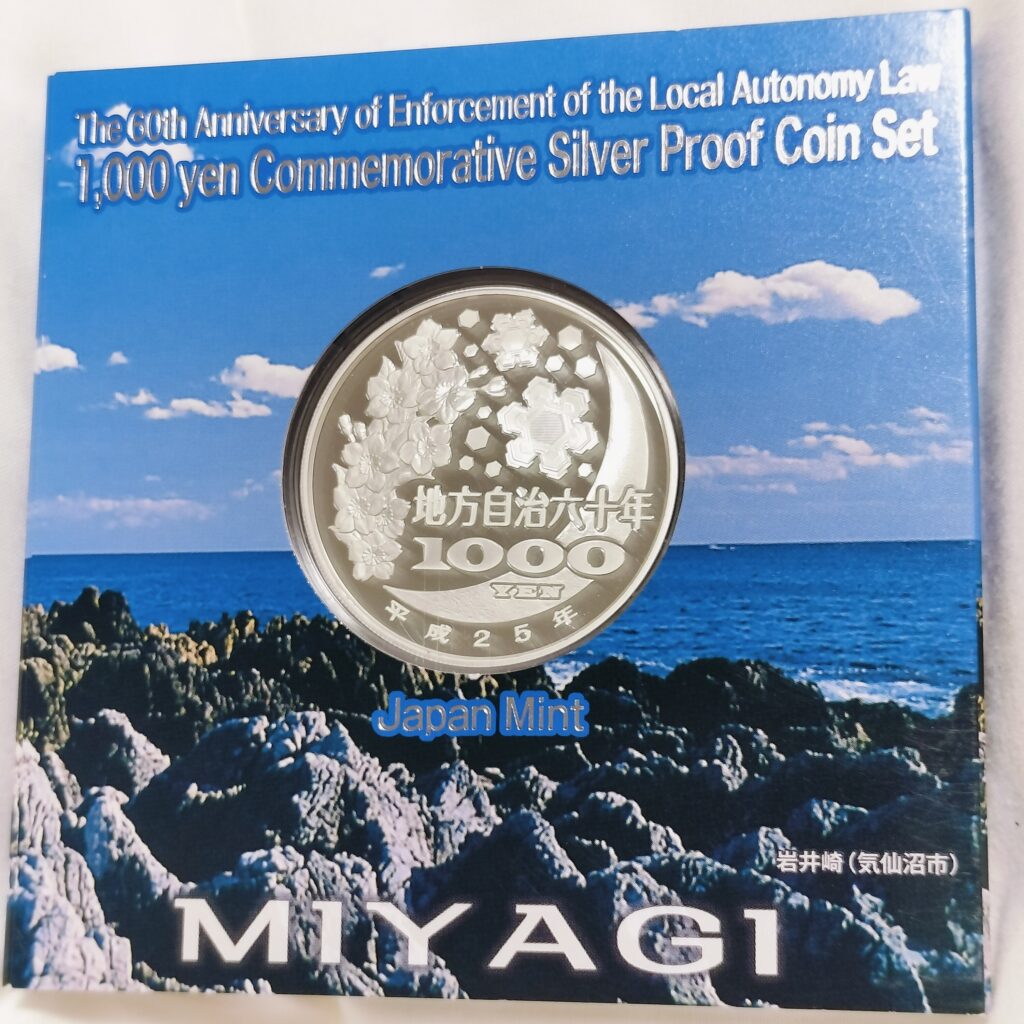 The 60th Anniversary of Enforcement of the Local Autonomy Law
1,000 yen Commemorative Silver Proof Coin Set
地方自治六十年
1000
YEN
平成25年
Japan Mint
岩井崎(気仙沼市)
MIYAGI